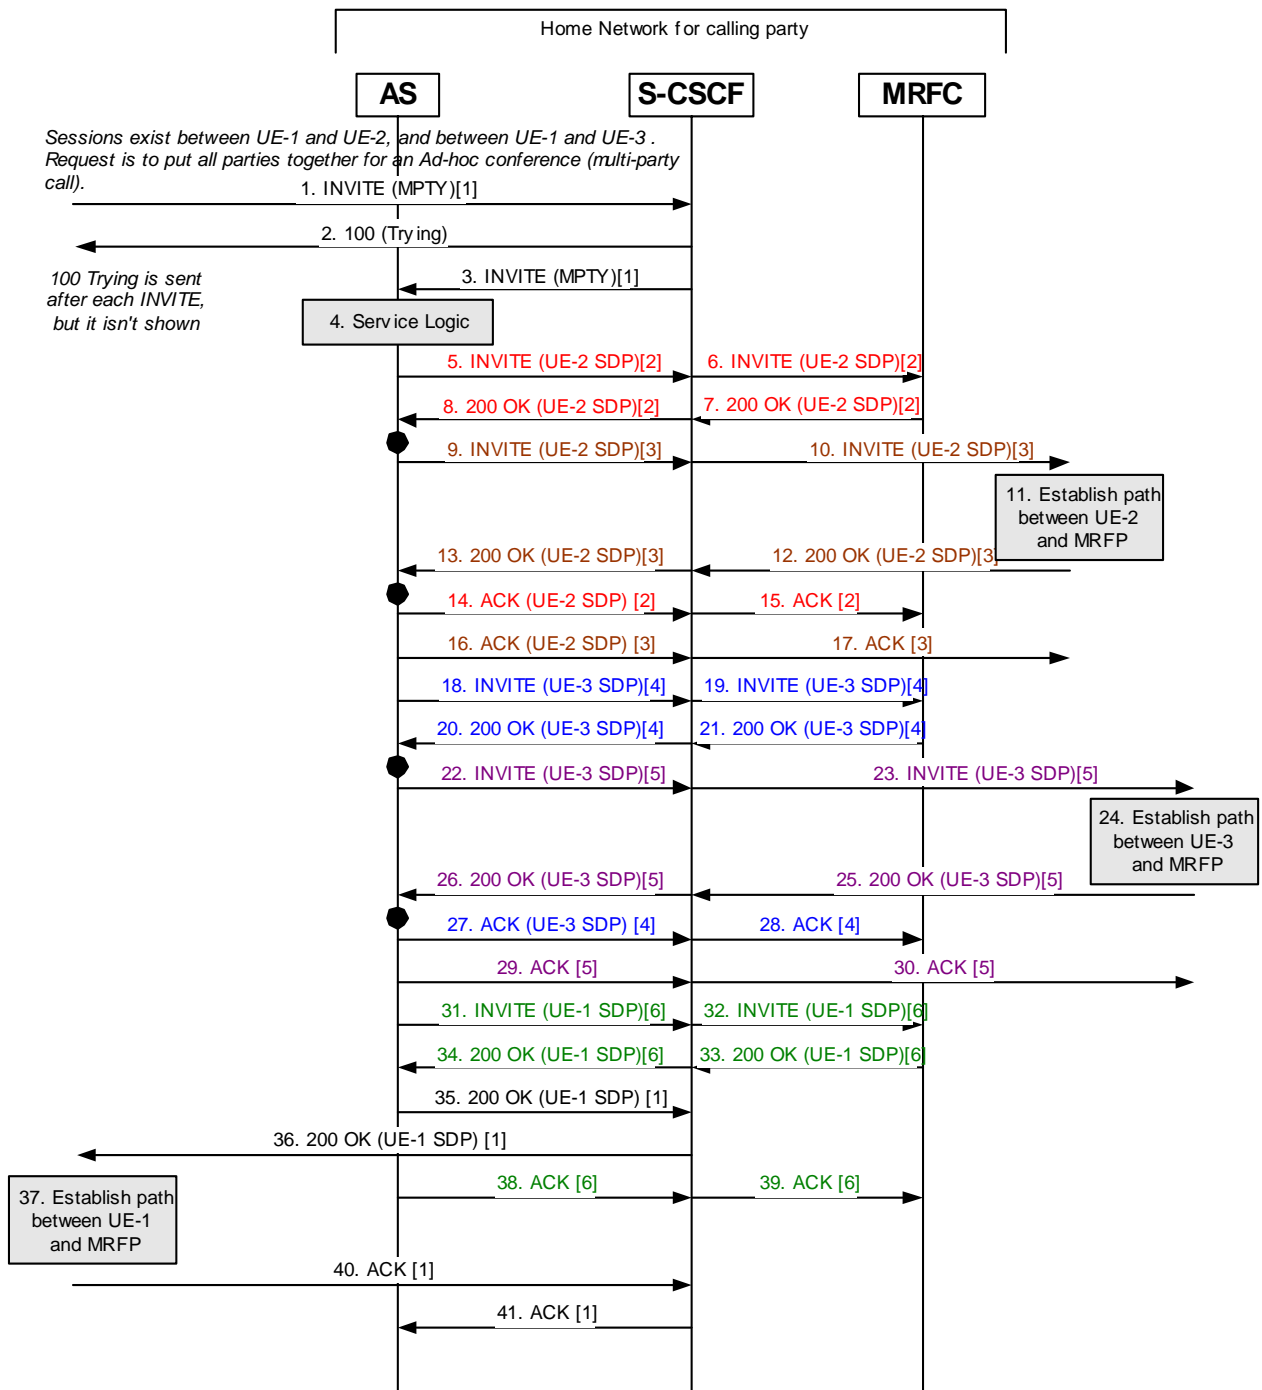 Home Network for calling party
AS
S-CSCF
MRFC
Sessions exist between UE-1 and UE-2, and between UE-1 and UE-3 .
Request is to put all parties together for an Ad-hoc conference (multi-party
call).
1. INVITE (MPTY)[1]
2. 100 (Trying)
100 Trying is sent
after each INVITE,
but it isn't shown
3. INVITE (MPTY)[1]
4. Service Logic
5. INVITE (UE-2 SDP)[2]
6. INVITE (UE-2 SDP)[2]
8. 200 OK (UE-2 SDP)[2]
7. 200 OK (UE-2 SDP)[2]
9. INVITE (UE-2 SDP)[3]
10. INVITE (UE-2 SDP)[3]
11. Establish path
between UE-2
and MRFP
13. 200 OK (UE-2 SDP)[3]
12. 200 OK (UE-2 SDP)[3]
14. ACK (UE-2 SDP) [2]
15. ACK [2]
16. ACK (UE-2 SDP) [3]
17. ACK [3]
18. INVITE (UE-3 SDP)[4]
19. INVITE (UE-3 SDP)[4]
20. 200 OK (UE-3 SDP)[4]
21. 200 OK (UE-3 SDP)[4]
22. INVITE (UE-3 SDP)[5]
23. INVITE (UE-3 SDP)[5]
24. Establish path
between UE-3
and MRFP
26. 200 OK (UE-3 SDP)[5]
25. 200 OK (UE-3 SDP)[5]
27. ACK (UE-3 SDP) [4]
28. ACK [4]
29. ACK [5]
30. ACK [5]
31. INVITE (UE-1 SDP)[6]
32. INVITE (UE-1 SDP)[6]
34. 200 OK (UE-1 SDP)[6]
33. 200 OK (UE-1 SDP)[6]
35. 200 OK (UE-1 SDP) [1]
36. 200 OK (UE-1 SDP) [1]
37. Establish path
between UE-1
and MRFP
38. ACK [6]
39. ACK [6]
40. ACK [1]
41. ACK [1]